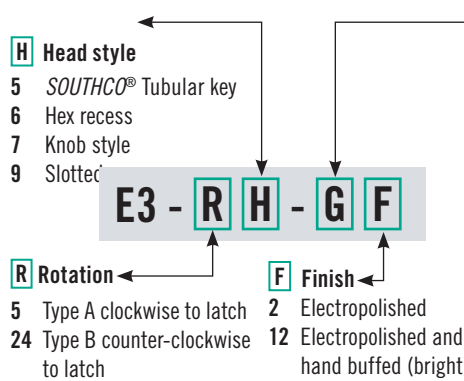 H Head style
5 SOUTHCO® Tubular key
6 Hex recess
7 Knob style
9 Slotted
E3 - R H - G F
R Rotation
5 Type A clockwise to latch
24 Type B counter-clockwise
to latch
F Finish
2 Electropolished
12 Electropolished and
hand buffed (bright